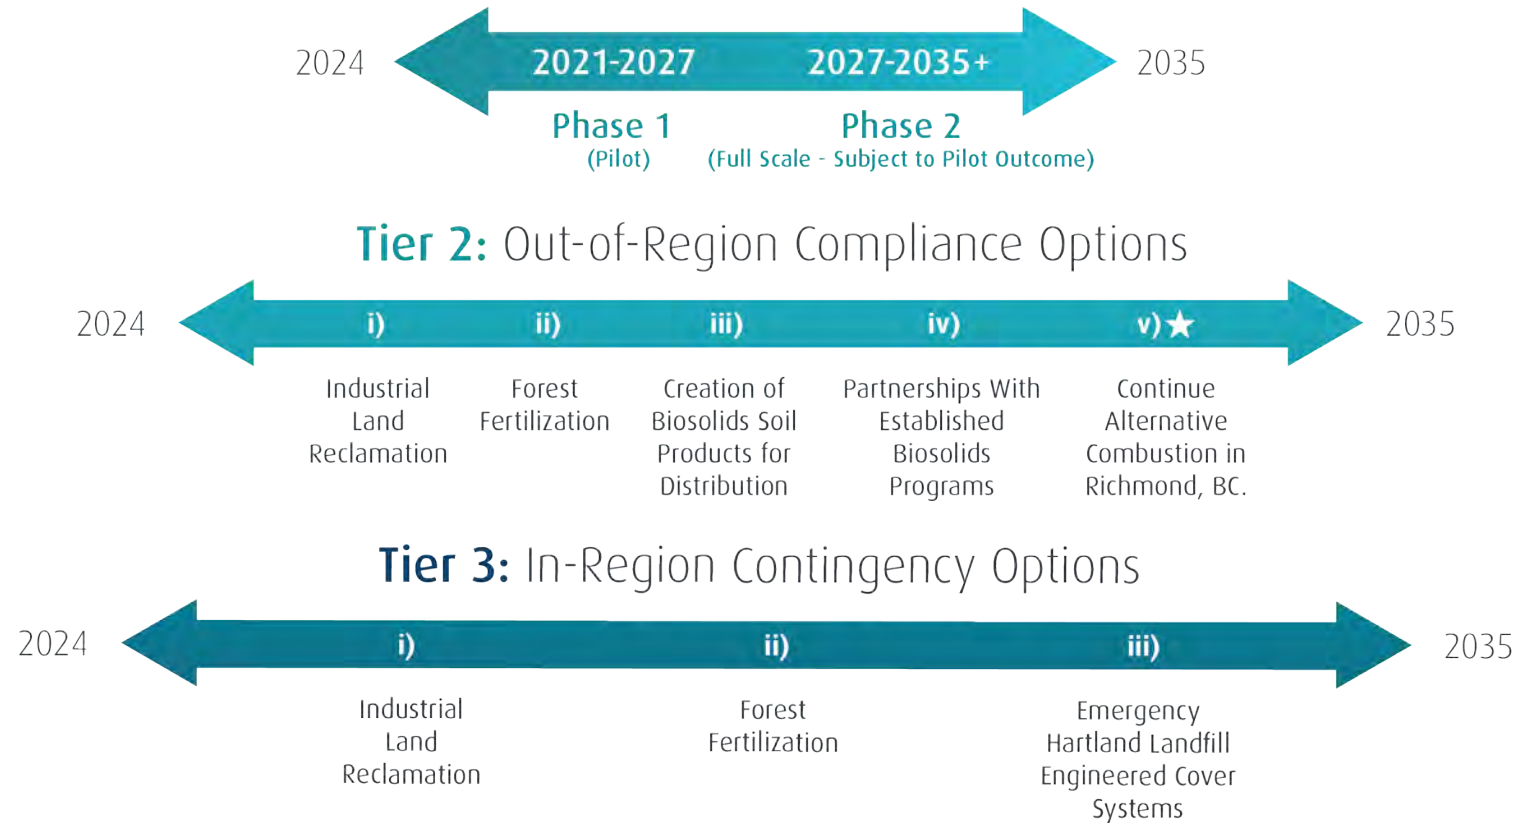 2024
2021-2027
2027-2035+
2035
Phase 1
(Pilot)
Phase 2
(Full Scale - Subject to Pilot Outcome)
Tier 2: Out-of-Region Compliance Options
2024
i)
ii)
iii)
iv)
v)★
2035
Industrial
Land
Reclamation
Forest
Fertilization
Creation of
Biosolids Soil
Products for
Distribution
Partnerships With
Established
Biosolids
Programs
Continue
Alternative
Combustion in
Richmond, BC.
Tier 3: In-Region Contingency Options
2024
i)
ii)
iii)
2035
Industrial
Land
Reclamation
Forest
Fertilization
Emergency
Hartland Landfill
Engineered Cover
Systems